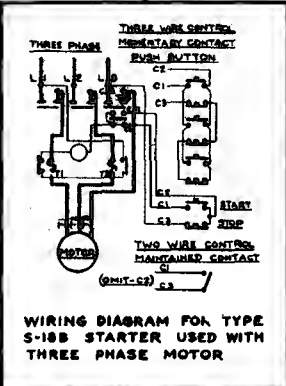 THREE WIRE CONTROL
MOMENTARY CONTACT
PUSH BUTTON
THREE PHASE
C2
C1
C3
L1
L2
L3
T1
C2
C1
START
C3
STOP
MOTOR
TWO WIRE CONTROL
MAINTAINED CONTACT
C1
(OMIT-C2)
C3
WIRING DIAGRAM FOR TYPE
S-18B STARTER USED WITH
THREE PHASE MOTOR